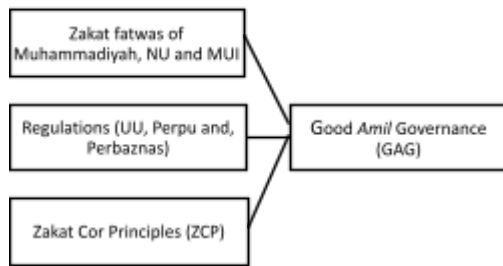 Zakat fatwas of
Muhammadiyah, NU and MUI
Regulations (UU, Perpu and,
Perbaznas)
Good Amil Governance
(GAG)
Zakat Cor Principles (ZCP)